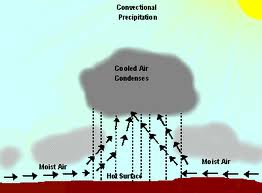 Convectional
Precipitation
Cooled Air
Condenses
Moist Air
Moist Air
Hot Surface